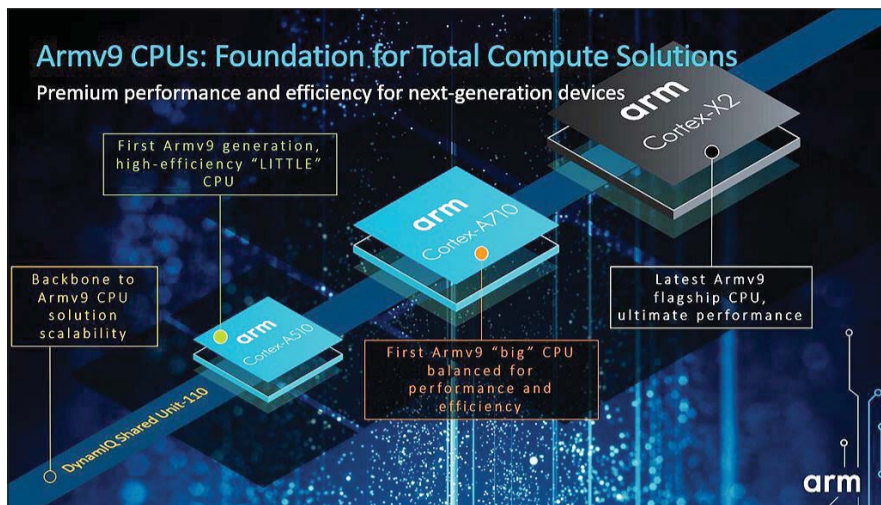 Armv9 CPUs: Foundation for Total Compute Solutions
Premium performance and efficiency for next-generation devices
First Armv9 generation,
high-efficiency “LITTLE”
CPU
arm
Cortex-X2
arm
Cortex-A710
Backbone to
Armv9 CPU
solution
scalability
arm
Cortex-A510
Latest Armv9
flagship CPU,
ultimate performance
First Armv9 “big” CPU
balanced for
performance and
efficiency
DynamIQ Shared Unit-110
arm